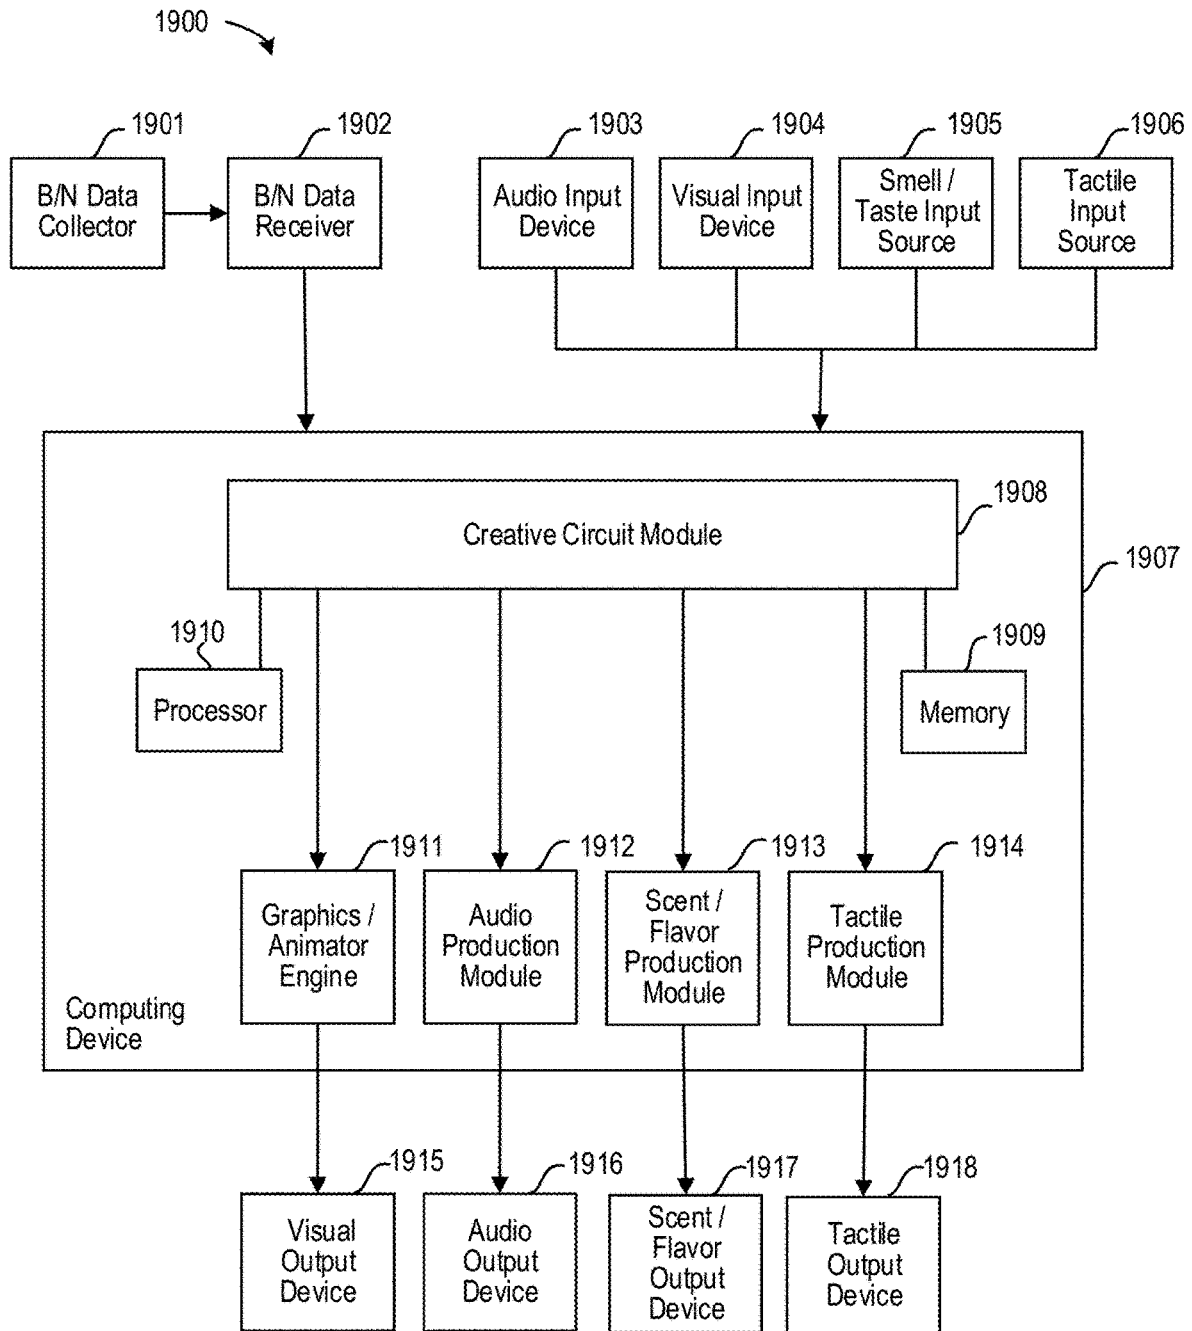 1900
1901
1902
1903
1904
1905
1906
B/N Data
Collector
B/N Data
Receiver
Audio Input
Device
Visual Input
Device
Smell /
Taste Input
Source
Tactile
Input
Source
1908
Creative Circuit Module
1907
1910
Processor
1909
Memory
1911
1912
1913
1914
Graphics /
Animator
Engine
Audio
Production
Module
Scent /
Flavor
Production
Module
Tactile
Production
Module
Computing
Device
1915
1916
1917
1918
Visual
Output
Device
Audio
Output
Device
Scent /
Flavor
Output
Device
Tactile
Output
Device